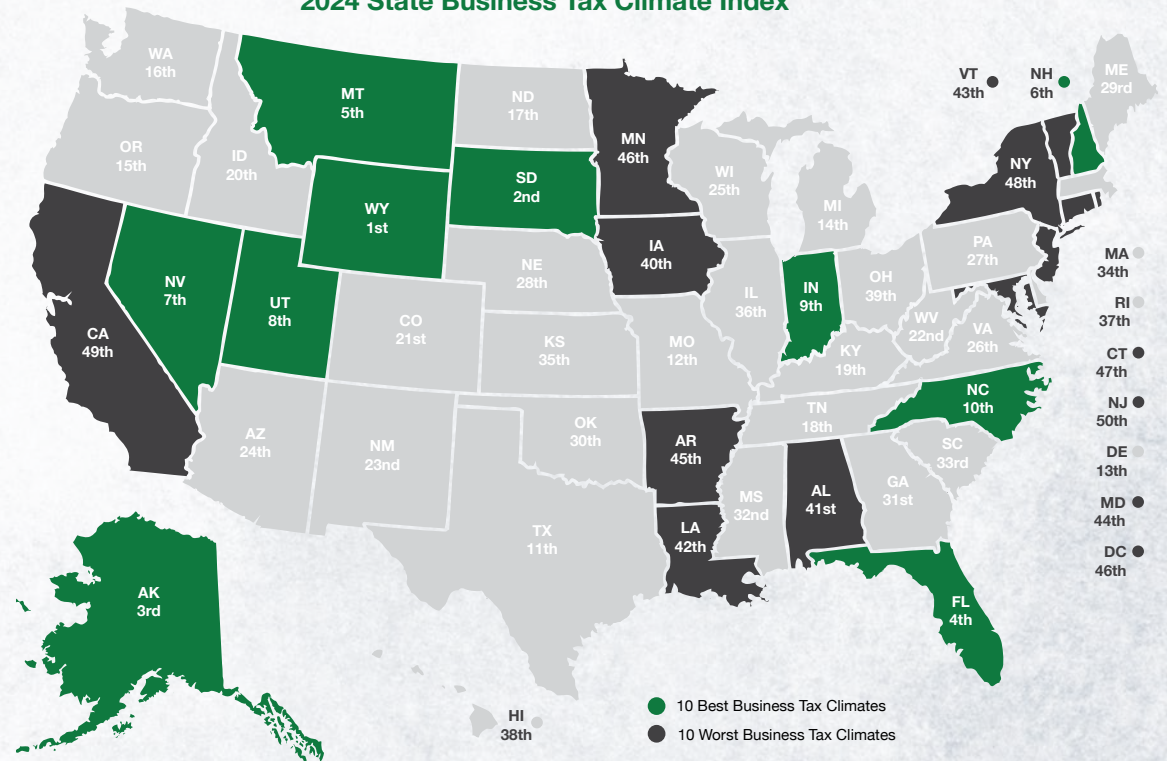 2024 State Business Tax Climate Index
WA
16th
MT
5th
ND
17th
MN
46th
VT
43th
NH
6th
ME
29rd
OR
15th
ID
20th
SD
2nd
WI
25th
MI
14th
NY
48th
WY
1st
IA
40th
PA
27th
MA
34th
NV
7th
UT
8th
NE
28th
IL
36th
IN
9th
OH
39th
RI
37th
CA
49th
CO
21st
KS
35th
MO
12th
KY
19th
WV
22nd
VA
26th
CT
47th
AZ
24th
NM
23nd
OK
30th
AR
45th
TN
18th
NC
10th
NJ
50th
SC
33rd
DE
13th
TX
11th
LA
42th
MS
32nd
AL
41st
GA
31st
MD
44th
DC
46th
AK
3rd
FL
4th
HI
38th
10 Best Business Tax Climates
10 Worst Business Tax Climates